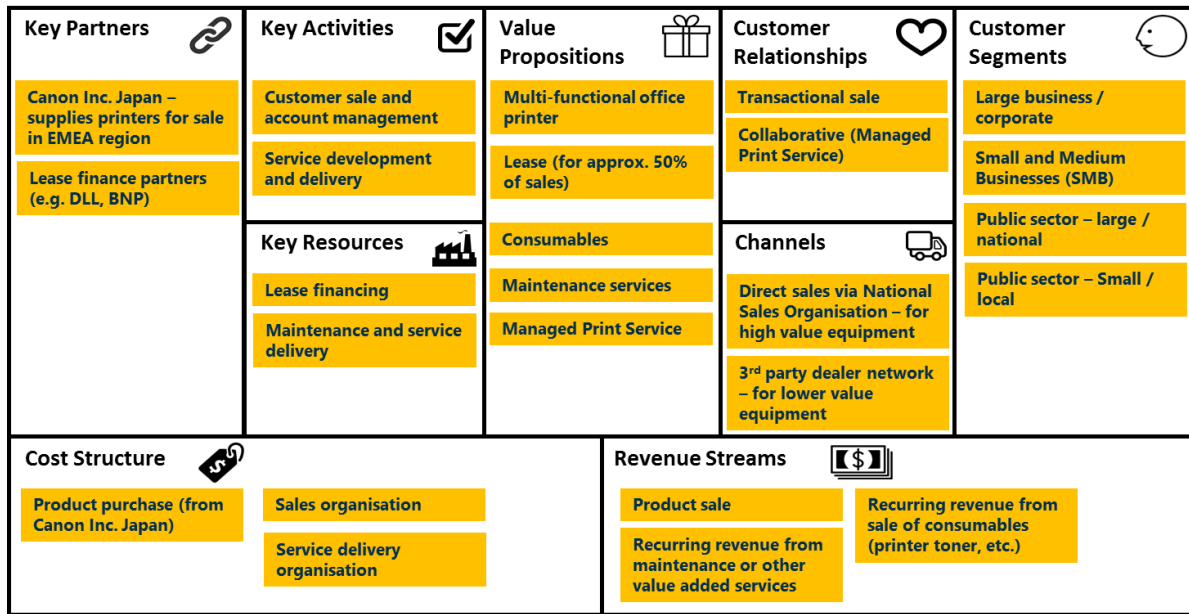 Key Partners
Canon Inc. Japan –
supplies printers for sale
in EMEA region
Lease finance partners
(e.g. DLL, BNP)
Key Activities
Customer sale and
account management
Service development
and delivery
Key Resources
Lease financing
Maintenance and service
delivery
Value
Propositions
Multi-functional office
printer
Lease (for approx. 50%
of sales)
Consumables
Maintenance services
Managed Print Service
Customer
Relationships
Transactional sale
Collaborative (Managed
Print Service)
Channels
Direct sales via National
Sales Organisation – for
high value equipment
3rd party dealer network
– for lower value
equipment
Customer
Segments
Large business /
corporate
Small and Medium
Businesses (SMB)
Public sector – large /
national
Public sector – Small /
local
Cost Structure
$
Product purchase (from
Canon Inc. Japan)
Sales organisation
Service delivery
organisation
Revenue Streams
$
Product sale
Recurring revenue from
maintenance or other
value added services
Recurring revenue from
sale of consumables
(printer toner, etc.)